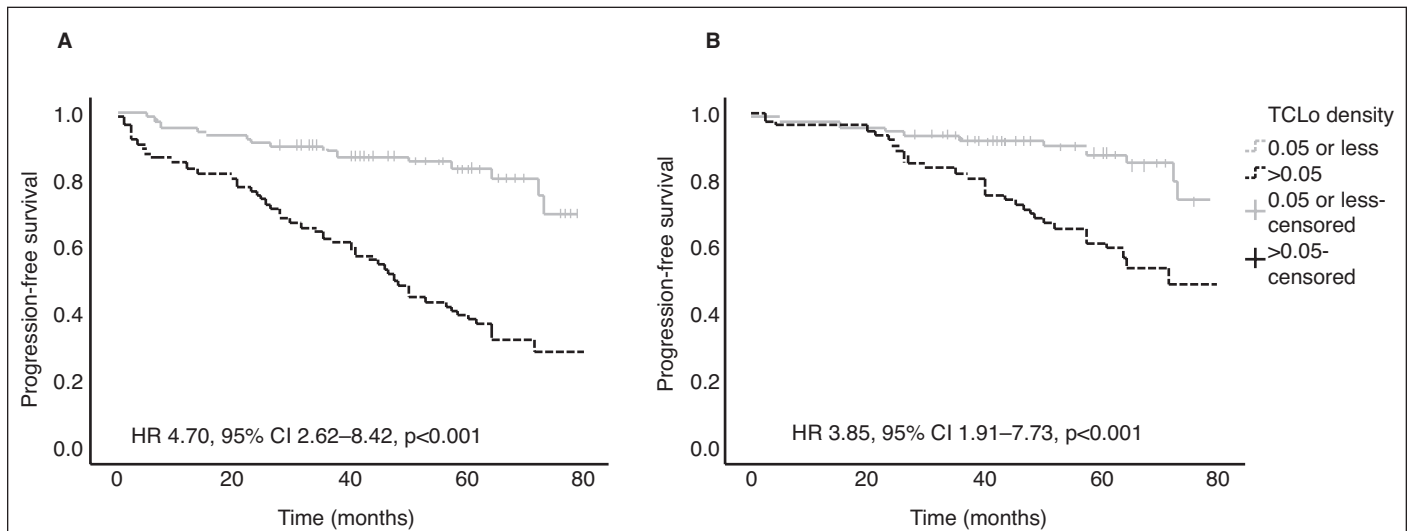 A
1.0
0.8
0.6
0.4
0.2
0.0
Progression-free survival
HR 4.70, 95% CI 2.62–8.42, p<0.001
0 20 40 60 80
Time (months)
B
1.0
0.8
0.6
0.4
0.2
0.0
Progression-free survival
HR 3.85, 95% CI 1.91–7.73, p<0.001
0 20 40 60 80
Time (months)
TCLo density
0.05 or less
>0.05
0.05 or less-
censored
>0.05-
censored